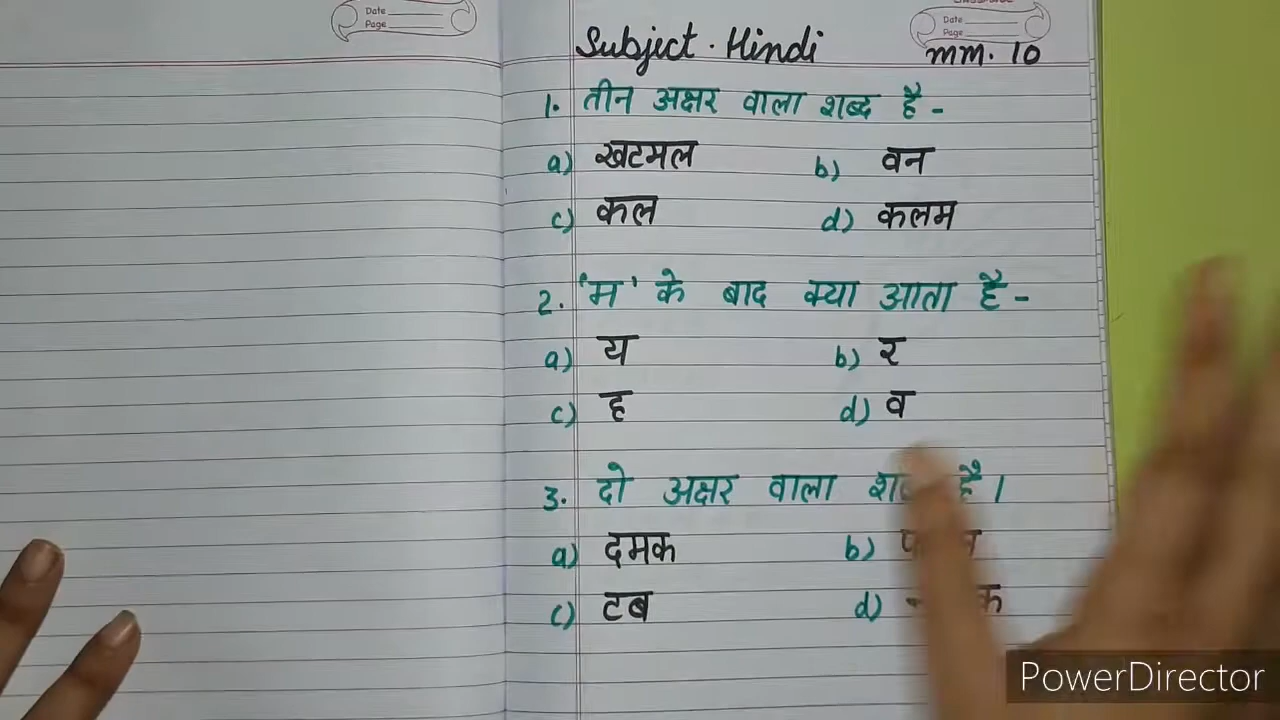 Date
Page
Date
Page
Subject . Hindi
MM. 10
1. तीन अक्षर वाला शब्द है -
a) खटमल b) वन
c) कल d) कलम
2. 'म' के बाद क्या आता है -
a) य b) र
c) ह d) व
3. दो अक्षर वाला है ।
a) दमक b)
c) टब d)
PowerDirector